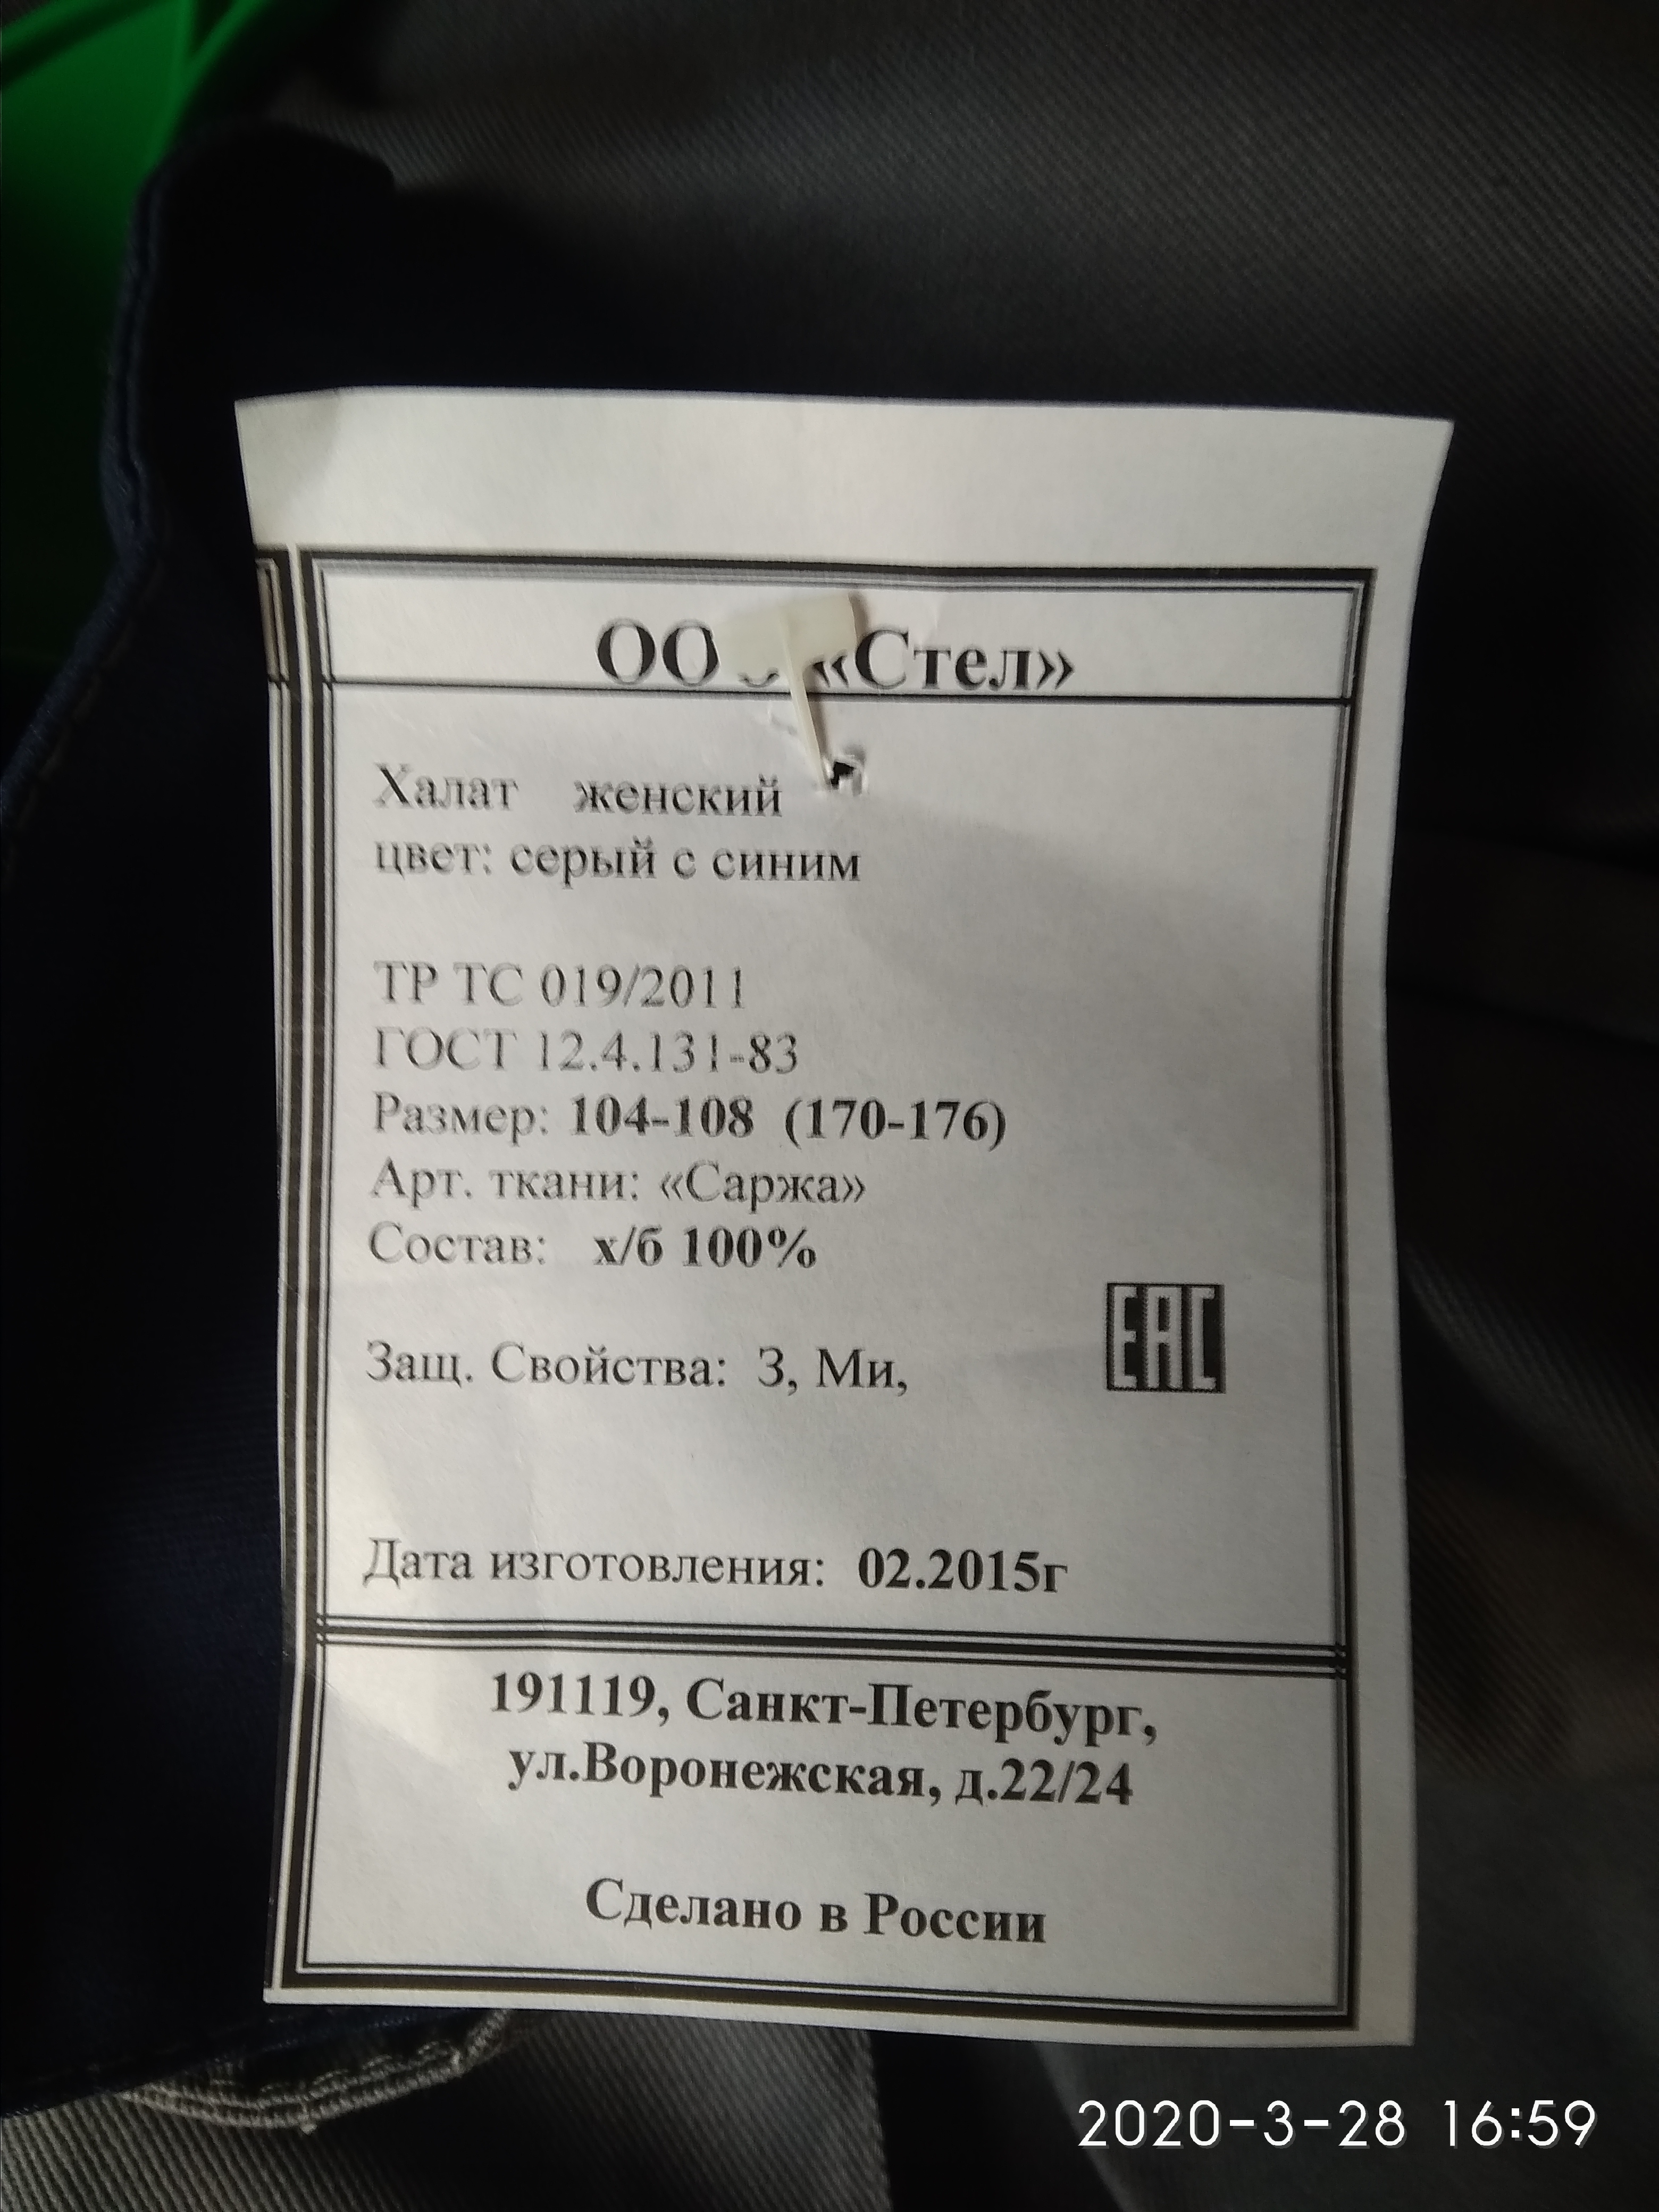 ОО «Стел»
Халат женский
цвет: серый с синим
ТР ТС 019/2011
ГОСТ 12.4.131-83
Размер: 104-108 (170-176)
Арт. ткани: «Саржа»
Состав: х/б 100%
ЕАС
Защ. Свойства: З, Ми,
Дата изготовления: 02.2015г
191119, Санкт-Петербург,
ул.Воронежская, д.22/24
Сделано в России
2020-3-28 16:59